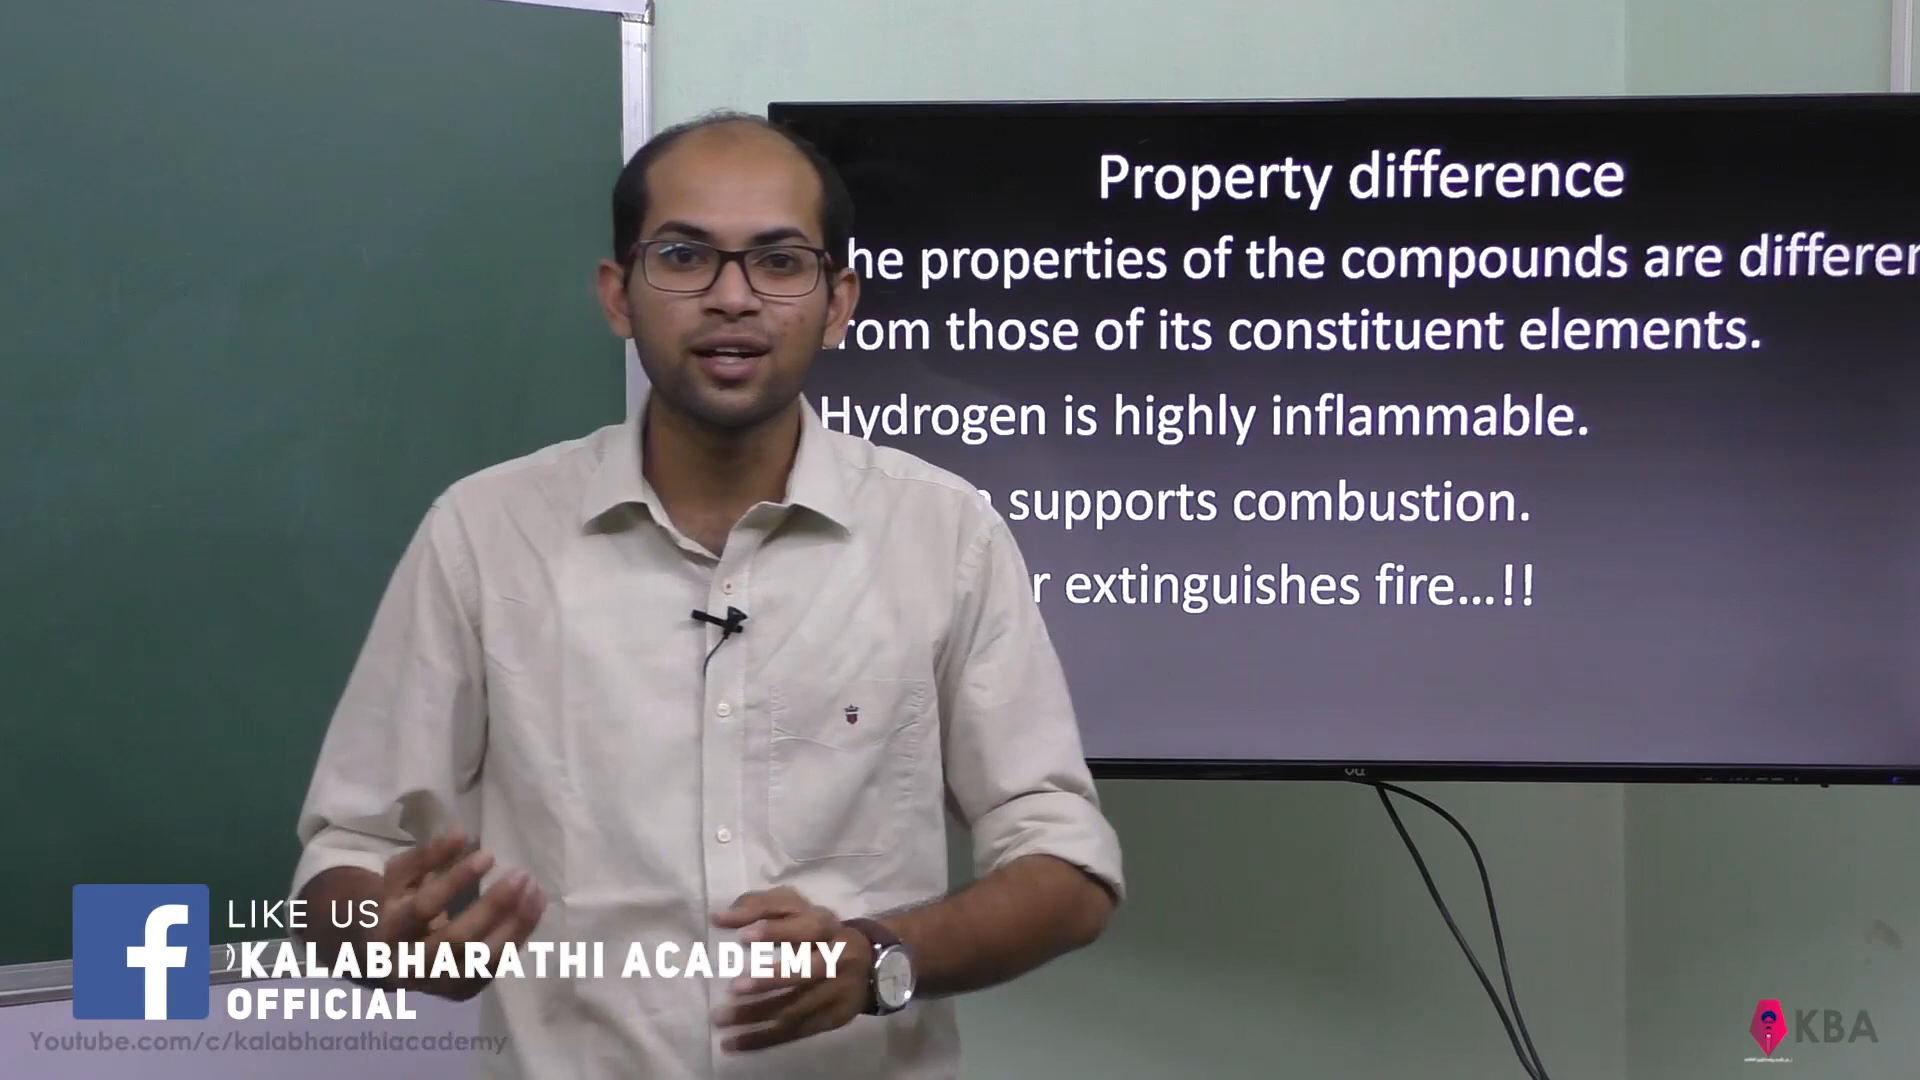 Property difference
he properties of the compounds are differen
rom those of its constituent elements.
Hydrogen is highly inflammable.
supports combustion.
r extinguishes fire...!!
LIKE US
KALABHARATHI ACADEMY
OFFICIAL
Youtube.com/c/kalabharathiacademy
KBA